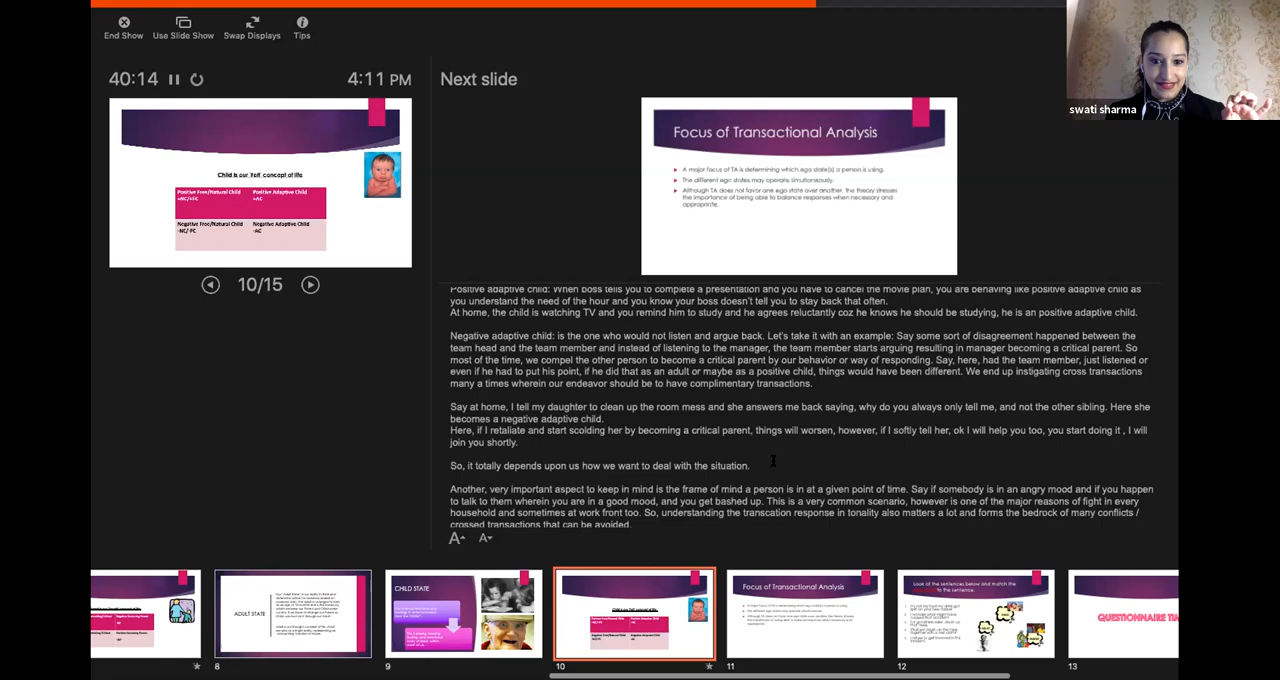 End Show
Use Slide Show
Swap Displays
Tips
swati sharma
40:14
4:11 PM
Next slide
Child is our 'Felt' concept of life
Positive Free/Natural Child
+NC/+FC
Positive Adaptive Child
+AC
Negative Free/Natural Child
-NC/-FC
Negative Adaptive Child
-AC
10/15
Focus of Transactional Analysis
A major focus of TA is determining which ego state(s) a person is using.
The different ego states may operate simultaneously.
Although TA does not favor one ego state over another, the theory stresses
the importance of being able to balance responses when necessary and
appropriate.
Positive adaptive child: When boss tells you to complete a presentation and you have to cancel the movie plan, you are behaving like positive adaptive child as
you understand the need of the hour and you know your boss doesn't tell you to stay back that often.
At home, the child is watching TV and you remind him to study and he agrees reluctantly coz he knows he should be studying, he is an positive adaptive child.
Negative adaptive child: is the one who would not listen and argue back. Let's take it with an example: Say some sort of disagreement happened between the
team head and the team member and instead of listening to the manager, the team member starts arguing resulting in manager becoming a critical parent. So
most of the time, we compel the other person to become a critical parent by our behavior or way of responding. Say, here, had the team member, just listened or
even if he had to put his point, if he did that as an adult or maybe as a positive child, things would have been different. We end up instigating cross transactions
many a times wherein our endeavor should be to have complimentary transactions.
Say at home, I tell my daughter to clean up the room mess and she answers me back saying, why do you always only tell me, and not the other sibling. Here she
becomes a negative adaptive child.
Here, if I retaliate and start scolding her by becoming a critical parent, things will worsen, however, if I softly tell her, ok I will help you too, you start doing it , I will
join you shortly.
So, it totally depends upon us how we want to deal with the situation.
Another, very important aspect to keep in mind is the frame of mind a person is in at a given point of time. Say if somebody is in an angry mood and if you happen
to talk to them wherein you are in a good mood, and you get bashed up. This is a very common scenario, however is one of the major reasons of fight in every
household and sometimes at work front too. So, understanding the transcation response in tonality also matters a lot and forms the bedrock of many conflicts /
crossed transactions that can be avoided.
A A
ADULT STATE
CHILD STATE
Focus of Transactional Analysis
Look at the sentences below and match the
QUESTIONNAIRE TIM
8
9
10
11
12
13